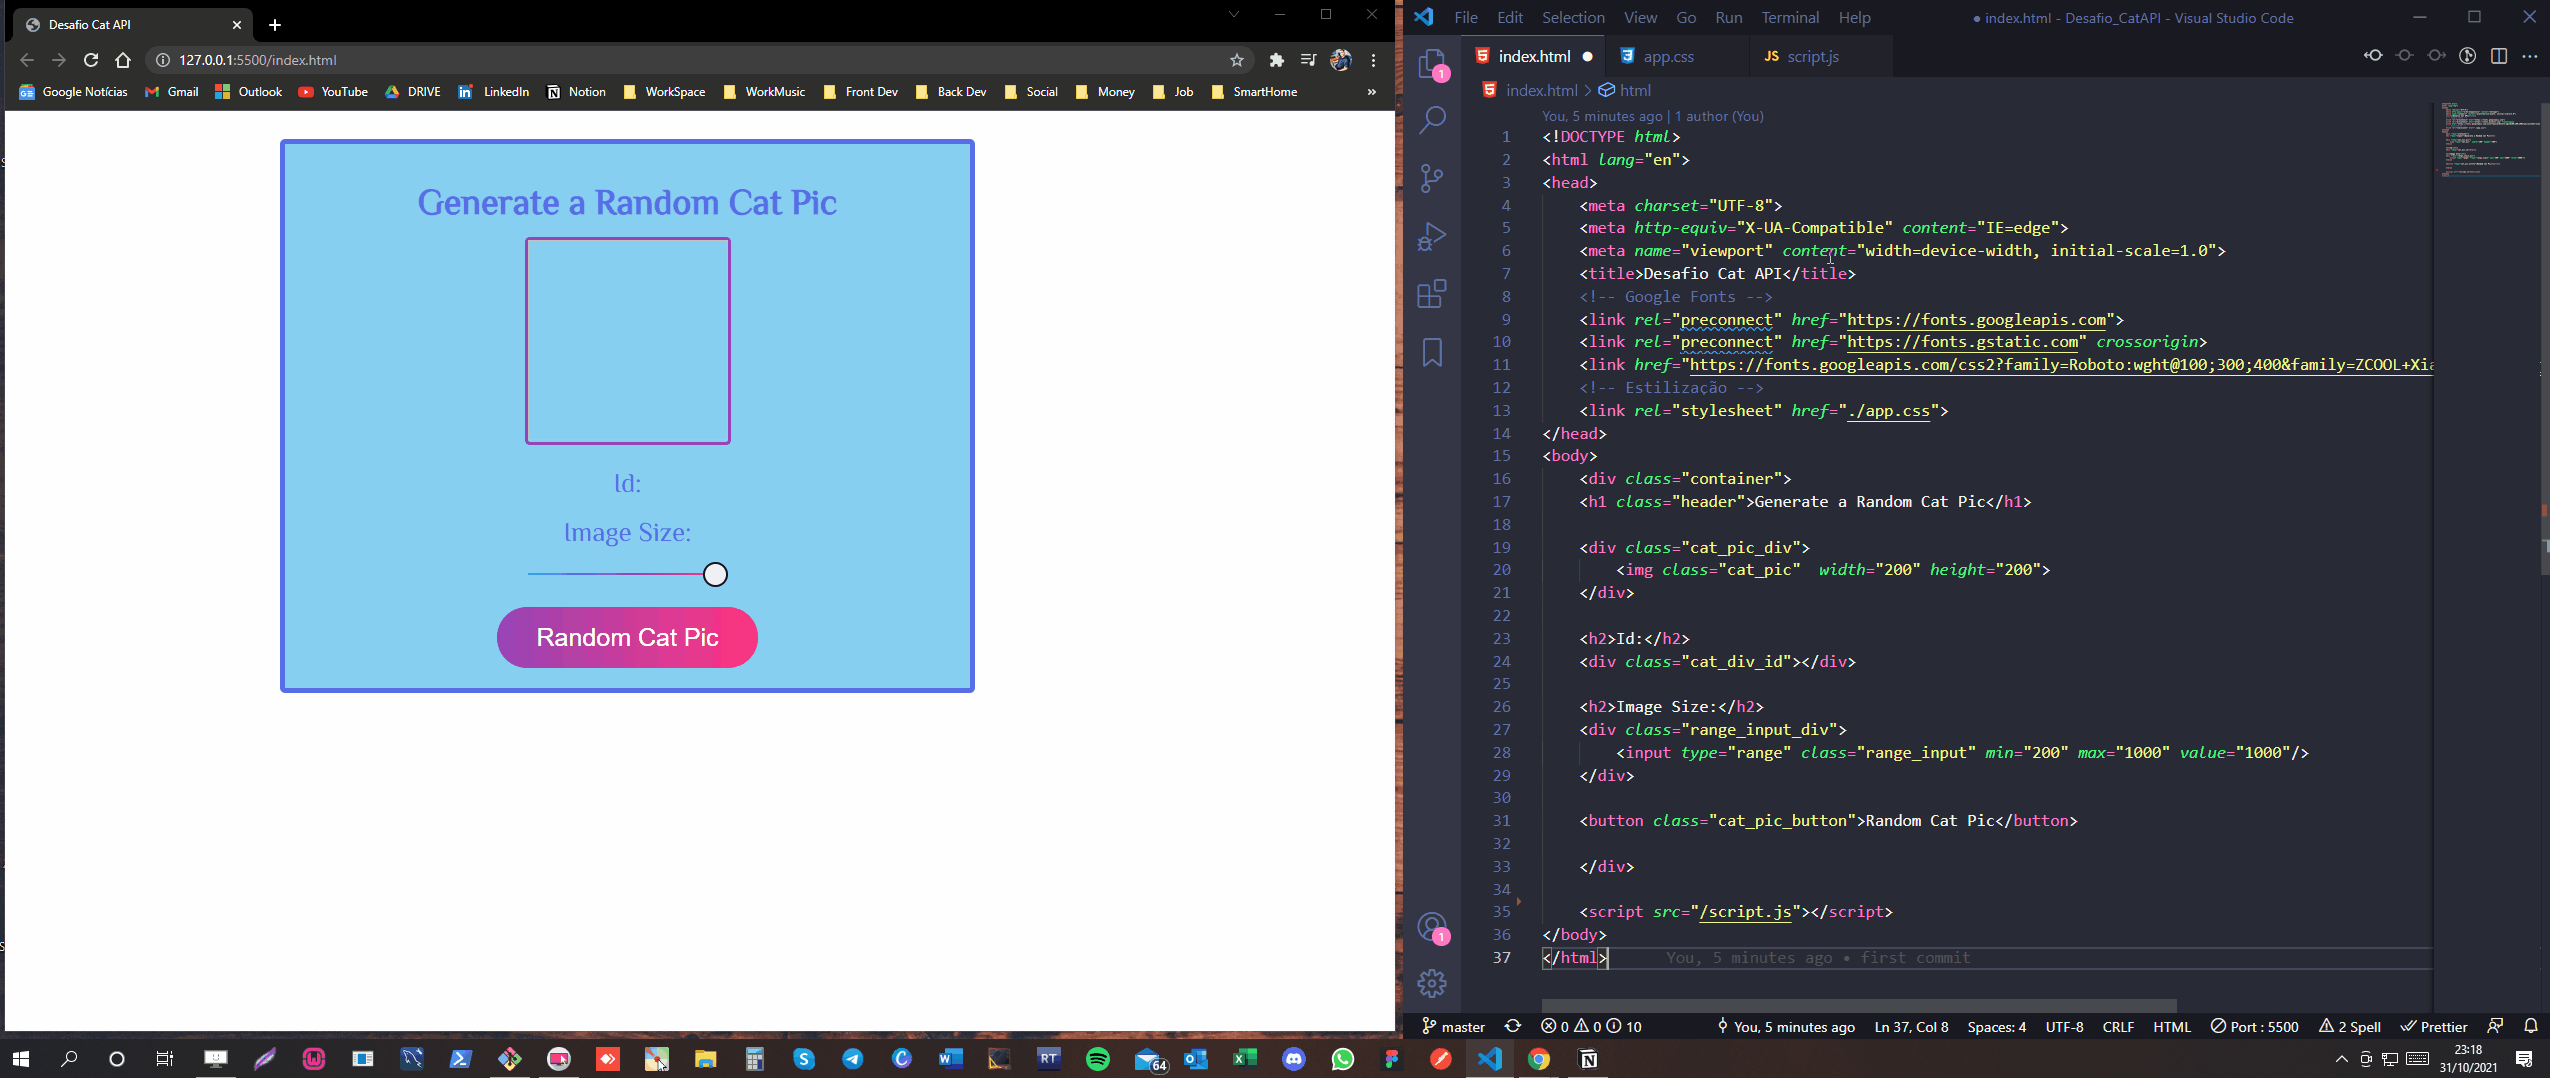 Desafio Cat API
127.0.0.1:5500/index.html
Google Notícias Gmail Outlook YouTube DRIVE LinkedIn Notion WorkSpace WorkMusic Front Dev Back Dev Social Money Job SmartHome »
Generate a Random Cat Pic
Id:
Image Size:
Random Cat Pic
File Edit Selection View Go Run Terminal Help
● index.html - Desafio_CatAPI - Visual Studio Code
index.html ● app.css JS script.js
index.html > html
You, 5 minutes ago | 1 author (You)
1 <!DOCTYPE html>
2 <html lang="en">
3 <head>
4 <meta charset="UTF-8">
5 <meta http-equiv="X-UA-Compatible" content="IE=edge">
6 <meta name="viewport" content="width=device-width, initial-scale=1.0">
7 <title>Desafio Cat API</title>
8 <!-- Google Fonts -->
9 <link rel="preconnect" href="https://fonts.googleapis.com">
10 <link rel="preconnect" href="https://fonts.gstatic.com" crossorigin>
11 <link href="https://fonts.googleapis.com/css2?family=Roboto:wght@100;300;400&family=ZCOOL+Xia
12 <!-- Estilização -->
13 <link rel="stylesheet" href="./app.css">
14 </head>
15 <body>
16 <div class="container">
17 <h1 class="header">Generate a Random Cat Pic</h1>
18
19 <div class="cat_pic_div">
20 <img class="cat_pic"  width="200" height="200">
21 </div>
22
23 <h2>Id:</h2>
24 <div class="cat_div_id"></div>
25
26 <h2>Image Size:</h2>
27 <div class="range_input_div">
28 <input type="range" class="range_input" min="200" max="1000" value="1000"/>
29 </div>
30
31 <button class="cat_pic_button">Random Cat Pic</button>
32
33 </div>
34
35 <script src="/script.js"></script>
36 </body>
37 </html> You, 5 minutes ago • first commit
1
1
master 0 0 10 You, 5 minutes ago Ln 37, Col 8 Spaces: 4 UTF-8 CRLF HTML Port : 5500 2 Spell Prettier
RT
64
23:18
31/10/2021